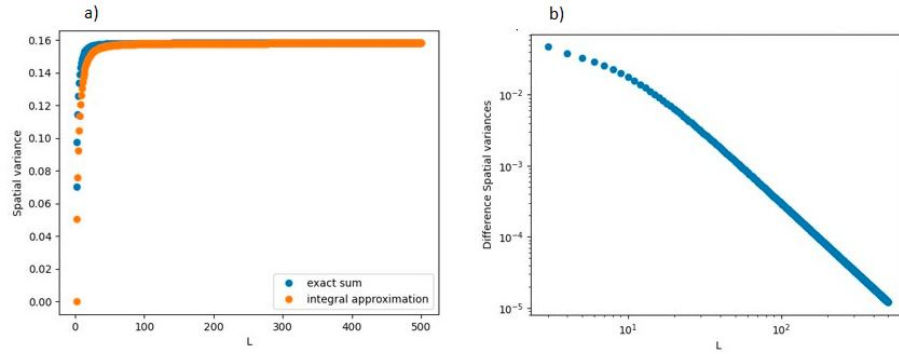 a)
b)
0.16
0.14
0.12
0.10
0.08
0.06
0.04
0.02
0.00
Spatial variance
0
100
200
300
400
500
L
exact sum
integral approximation
10⁻²
10⁻³
10⁻⁴
10⁻⁵
Difference Spatial variances
10¹
10²
L